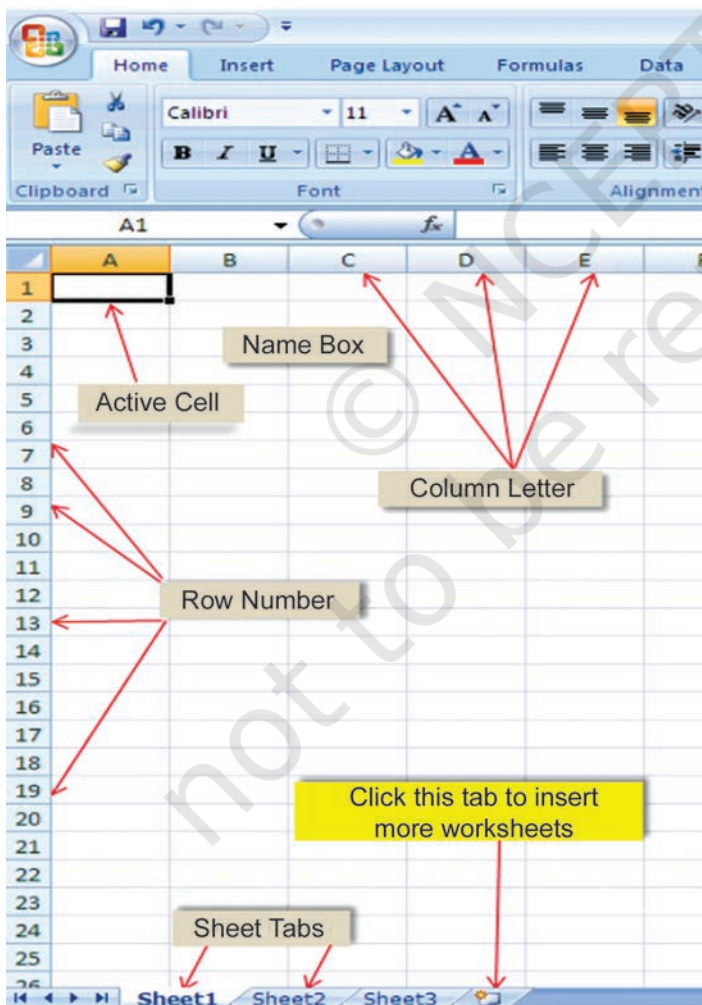 Home Insert Page Layout Formulas Data
Calibri 11 A A
Paste B I U A
Clipboard Font Alignment
A1 fx
A B C D E
1
2
3 Name Box
4
5 Active Cell
6
7
8 Column Letter
9
10
11
12 Row Number
13
14
15
16
17
18
19
20 Click this tab to insert
more worksheets
21
22
23
24 Sheet Tabs
25
26
Sheet1 Sheet2 Sheet3
© NCERT
not to be re